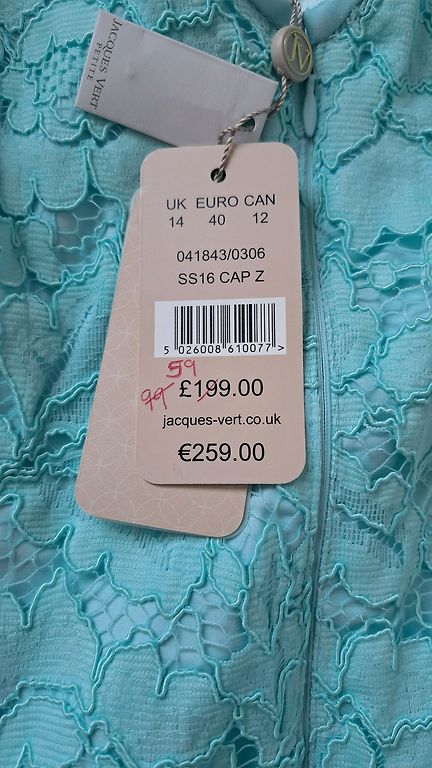 JACQUES VERT
PETITE
UK EURO CAN
14 40 12
041843/0306
SS16 CAP Z
5 026008 610077 >
59
99 £199.00
jacques-vert.co.uk
€259.00